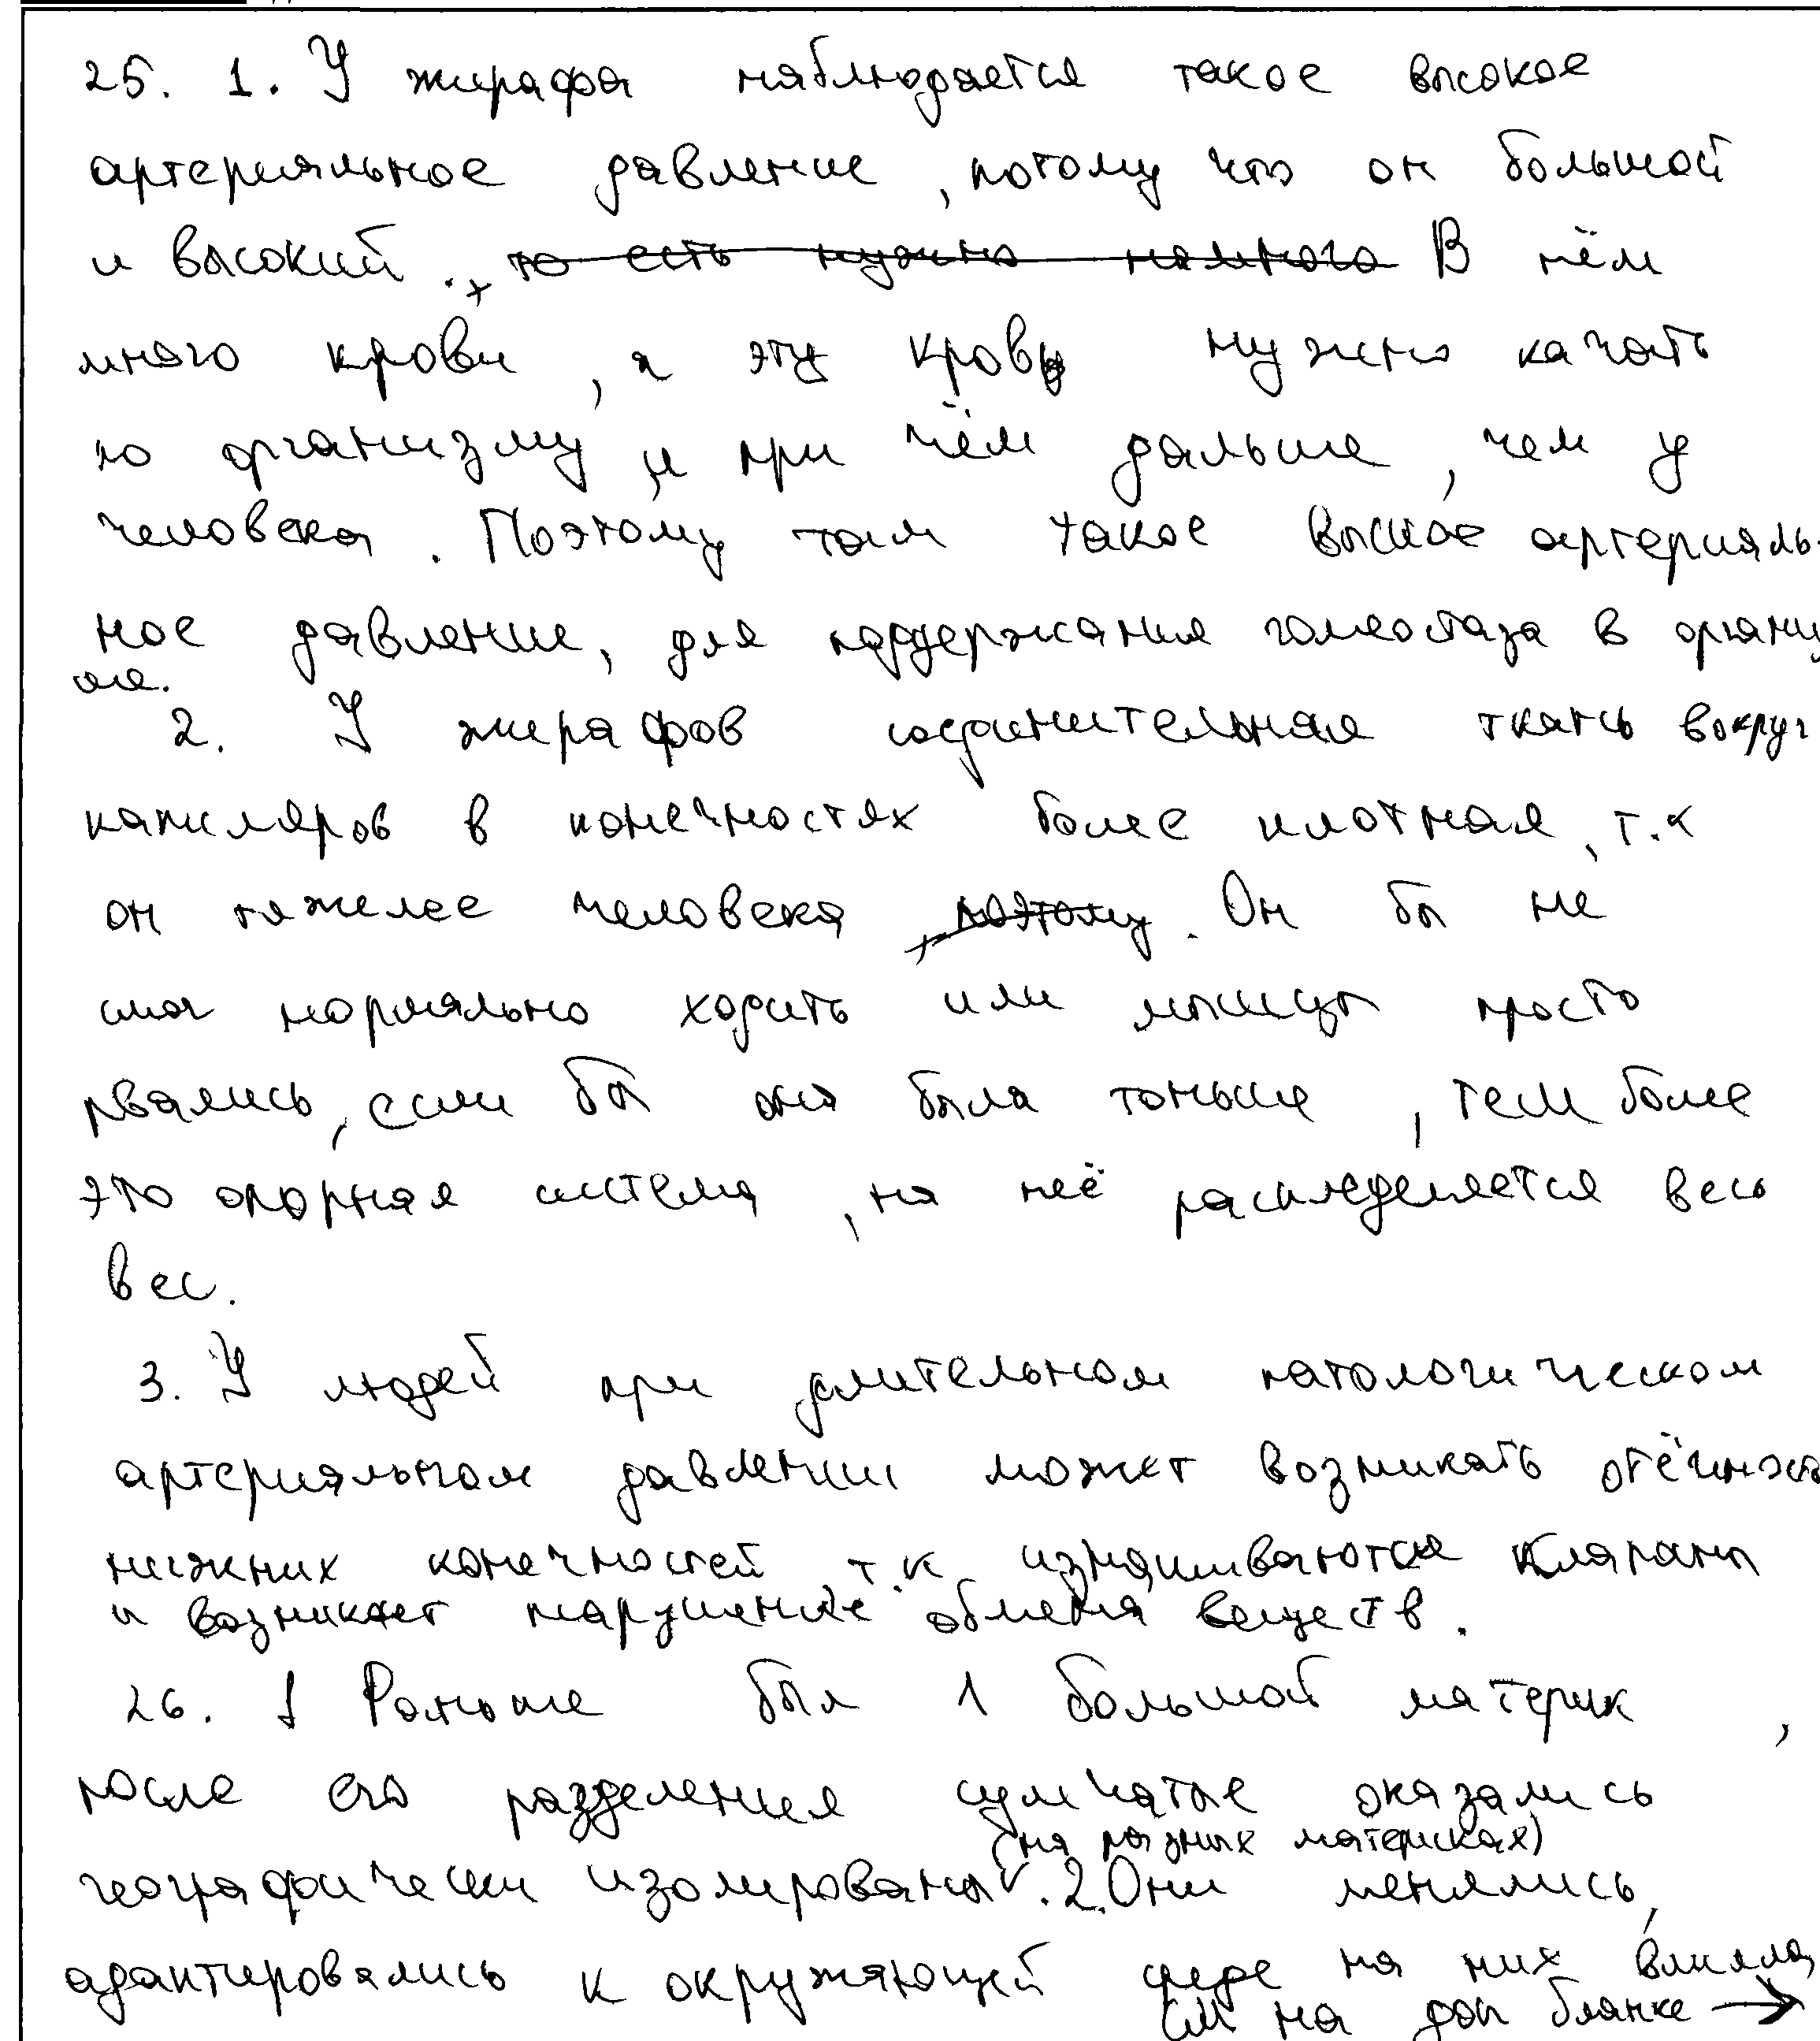 25. 1. У жирафа наблюдается такое высокое
артериальное давление, потому что он большой
и высокий. то есть нужно намного В нём
много крови, а эту кровь нужно качать
по организму, и при чём дальше, чем у
человека. Поэтому там такое высокое артериаль-
ное давление, для поддержания гомеостаза в организ
ме.
2. У жирафов соединительная ткань вокруг
капиляров в конечностях более плотная, т.к
он тяжелее человека, поэтому. Он бы не
смог нормально ходить или мышцы просто
рвались, если бы она была тоньше, тем более
это опорная система, на неё распределяется весь
вес.
3. У людей при длительном патологическом
артериальном давлении может возникать отёчность
нижних конечностей т.к изнашиваются клапаны
и возникает нарушение обмена веществ.
26. 1 Раньше был 1 большой материк,
после его разделения сумчатые оказались
(на разных материках)
географически изолированы. 2. Они менялись,
адаптировались к окружающей среде на них влияла
см на доп бланке →